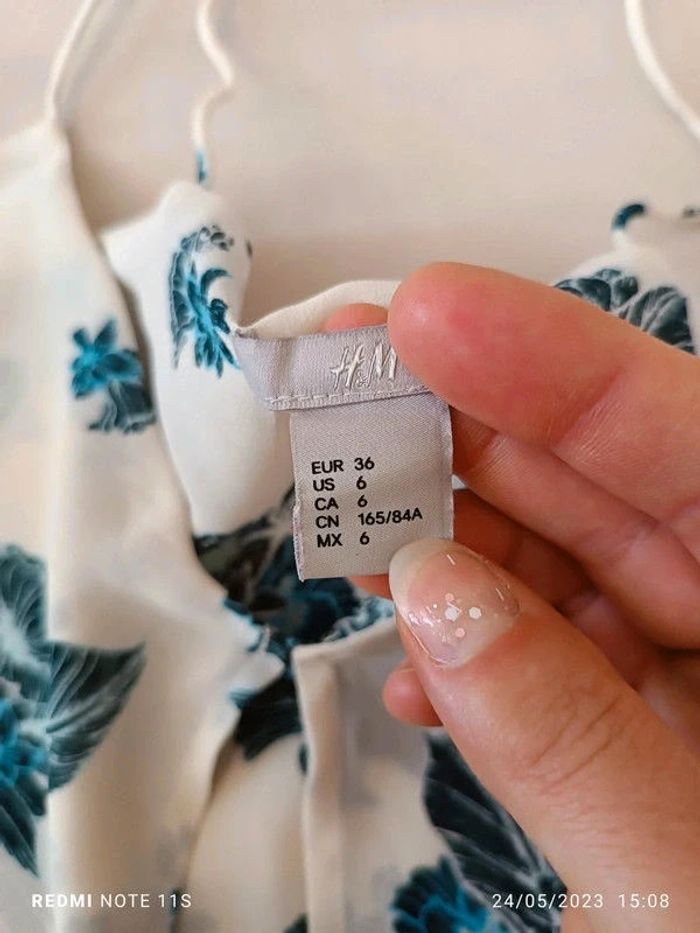 H&M
EUR 36
US 6
CA 6
CN 165/84A
MX 6
REDMI NOTE 11S
24/05/2023 15:08